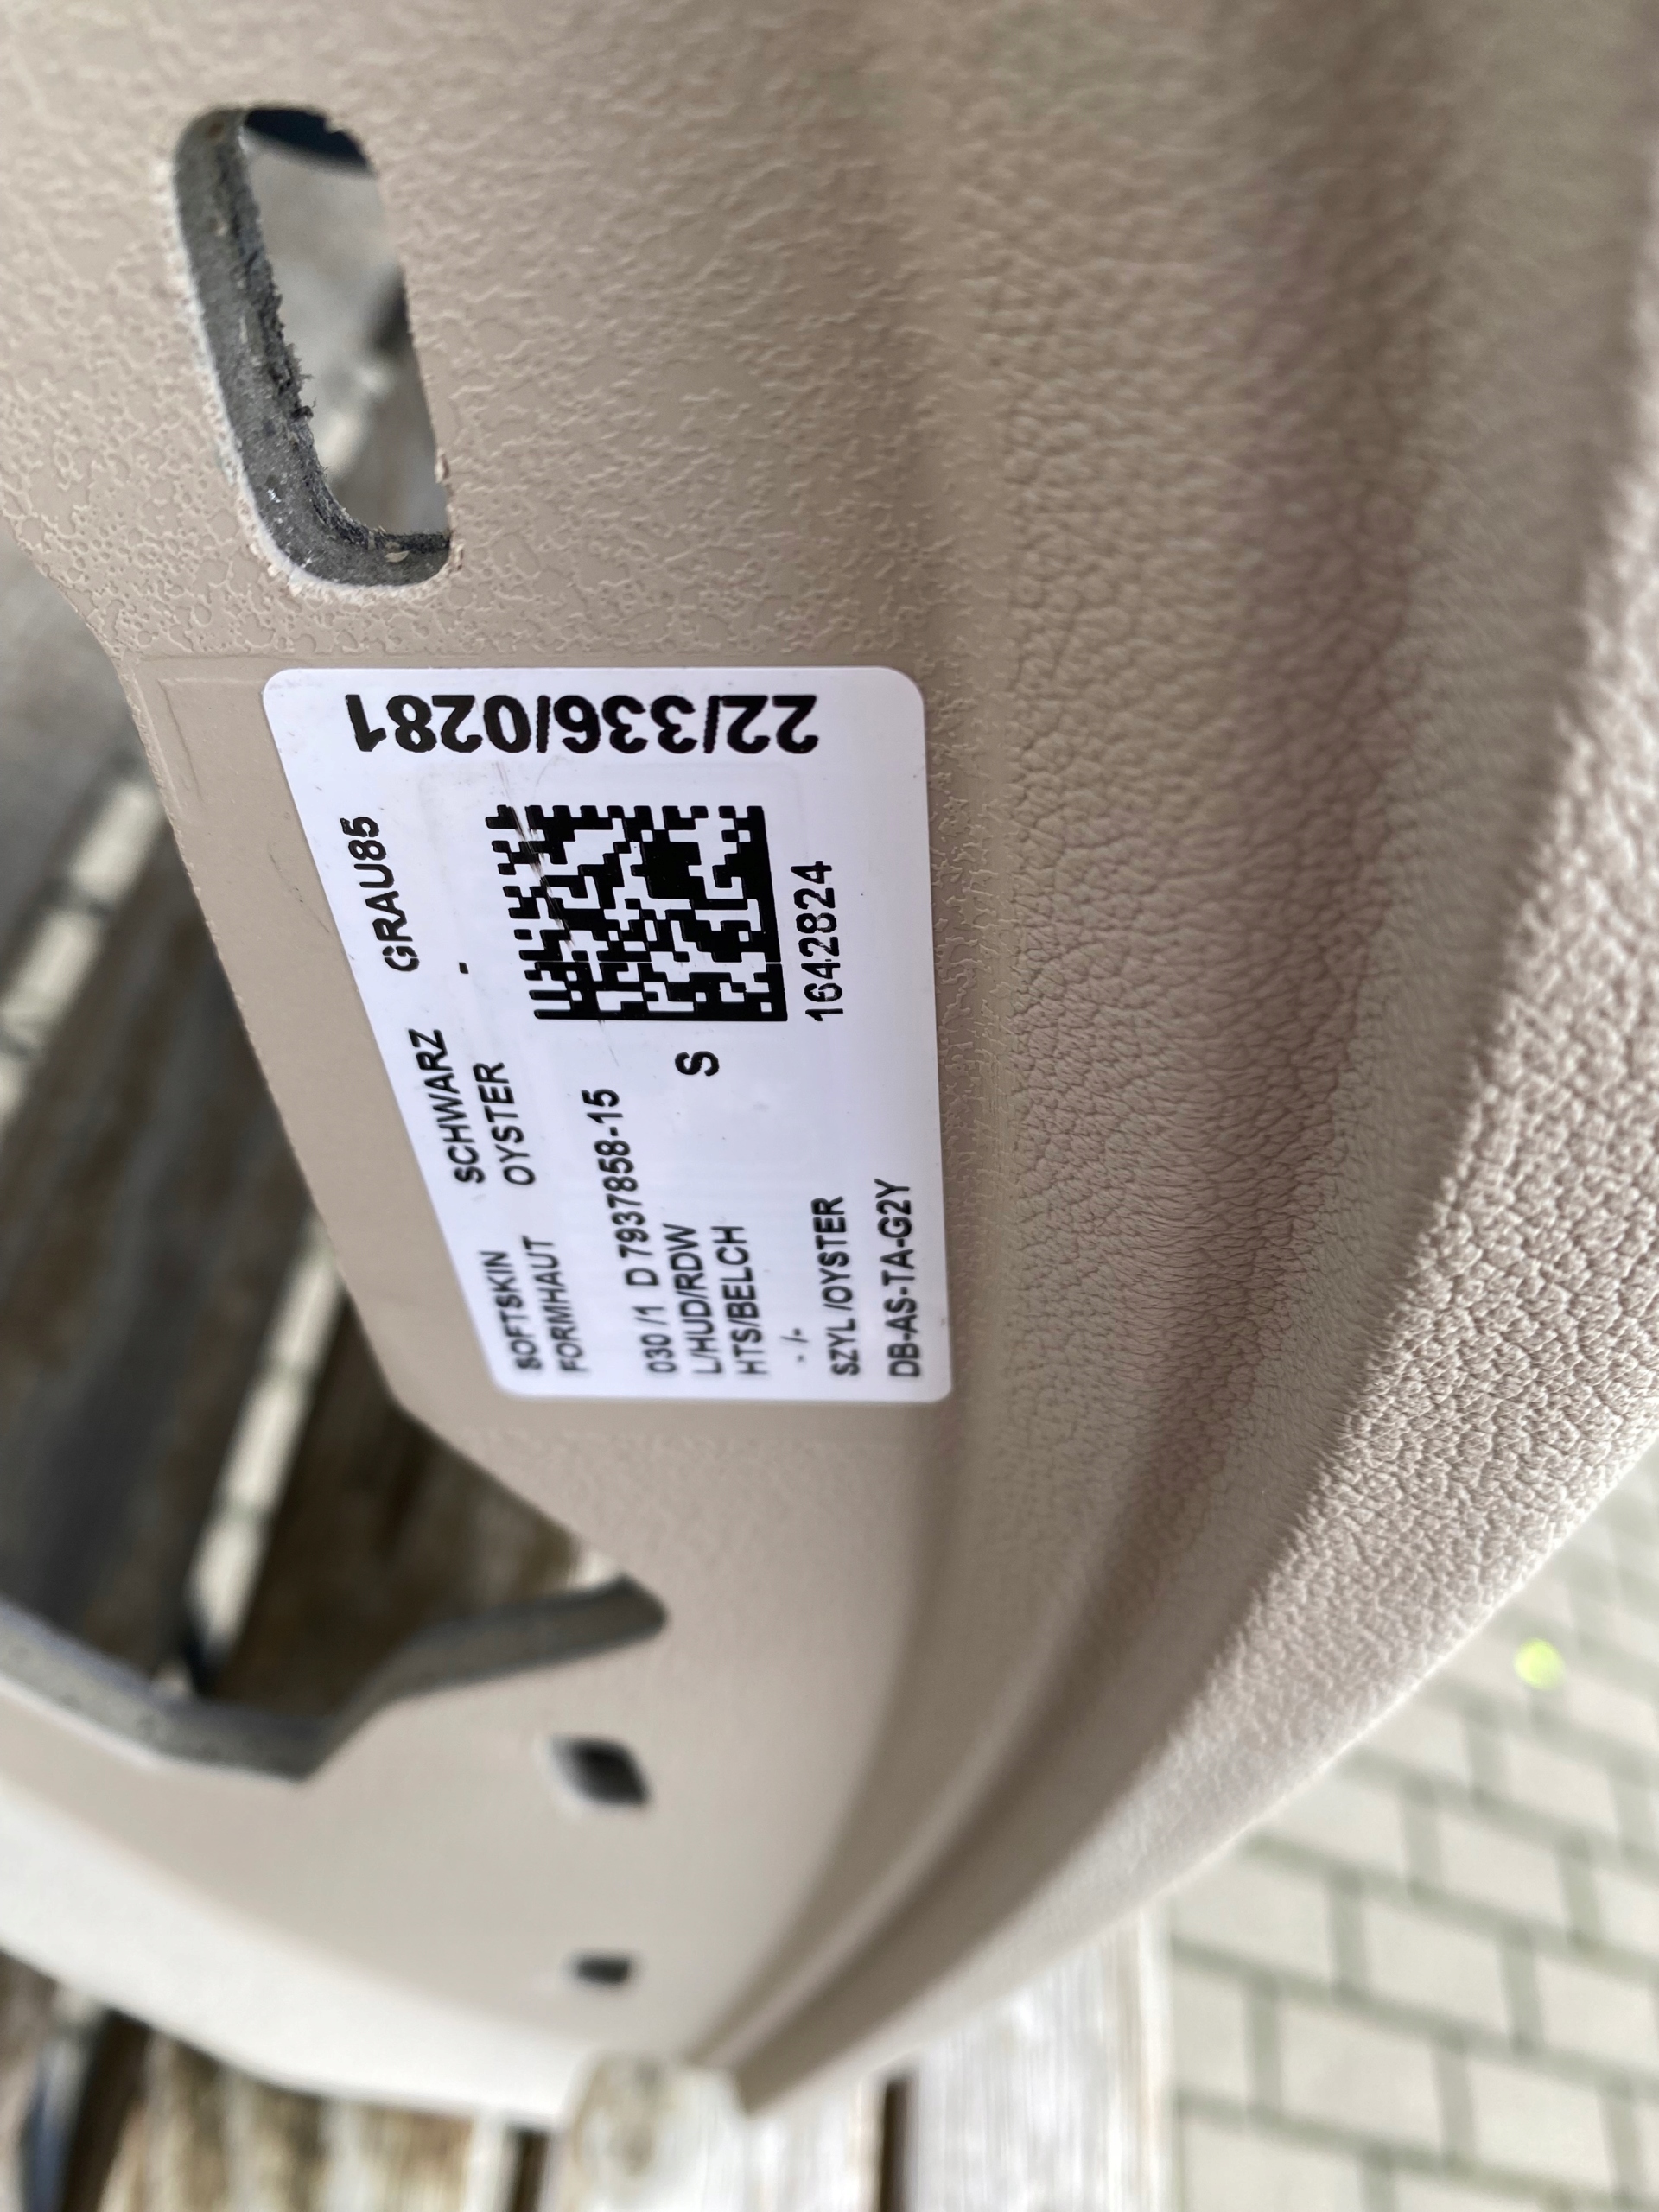 SOFTSKIN SCHWARZ GRAU85
FORMHAUT OYSTER -
030 /1 D 7937858-15
L/HUD/RDW
HTS/BELCH S
- /-
SZYL /OYSTER 1642824
DB-AS-TA-G2Y
22/336/0281